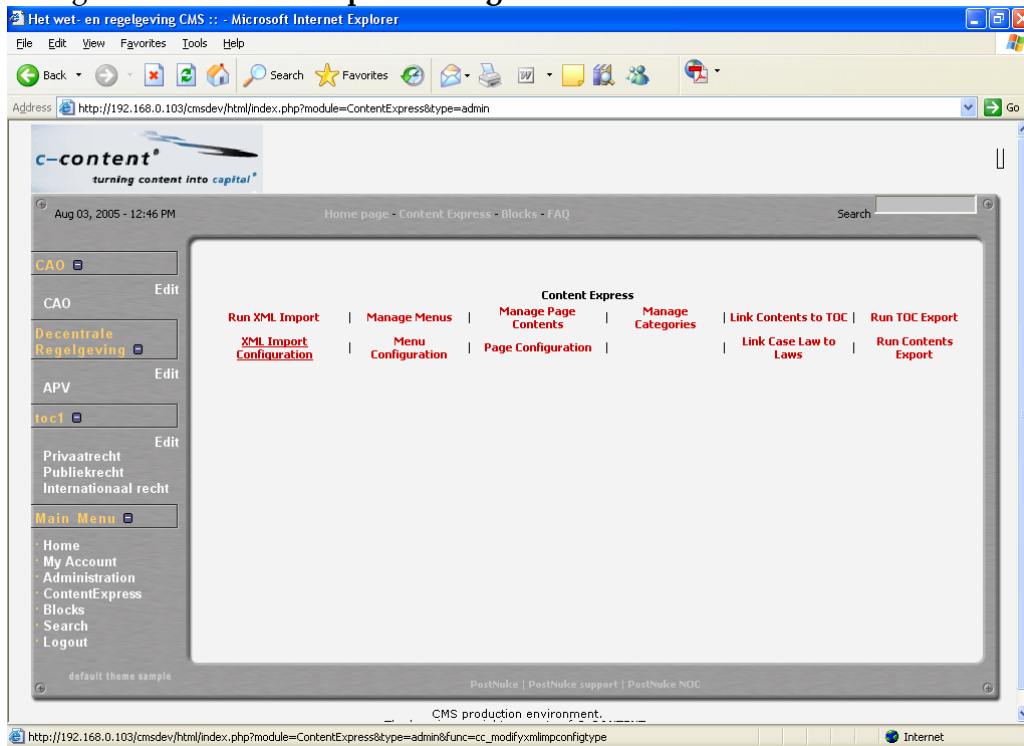 Het wet- en regelgeving CMS :: - Microsoft Internet Explorer
File Edit View Favorites Tools Help
Back Search Favorites
Address http://192.168.0.103/cmsdev/html/index.php?module=ContentExpress&type=admin Go
c-content
turning content into capital
Aug 03, 2005 - 12:46 PM Home page - Content Express - Blocks - FAQ Search
CAO
Edit
CAO
Decentrale
Regelgeving
Edit
APV
toc1
Edit
Privaatrecht
Publiekrecht
Internationaal recht
Main Menu
Home
My Account
Administration
ContentExpress
Blocks
Search
Logout
default theme sample
Content Express
Run XML Import | Manage Menus | Manage Page Contents | Manage Categories | Link Contents to TOC | Run TOC Export
XML Import Configuration | Menu Configuration | Page Configuration | | Link Case Law to Laws | Run Contents Export
PostNuke | PostNuke support | PostNuke NOC
CMS production environment.
http://192.168.0.103/cmsdev/html/index.php?module=ContentExpress&type=admin&func=cc_modifyxmlimpconfigtype Internet